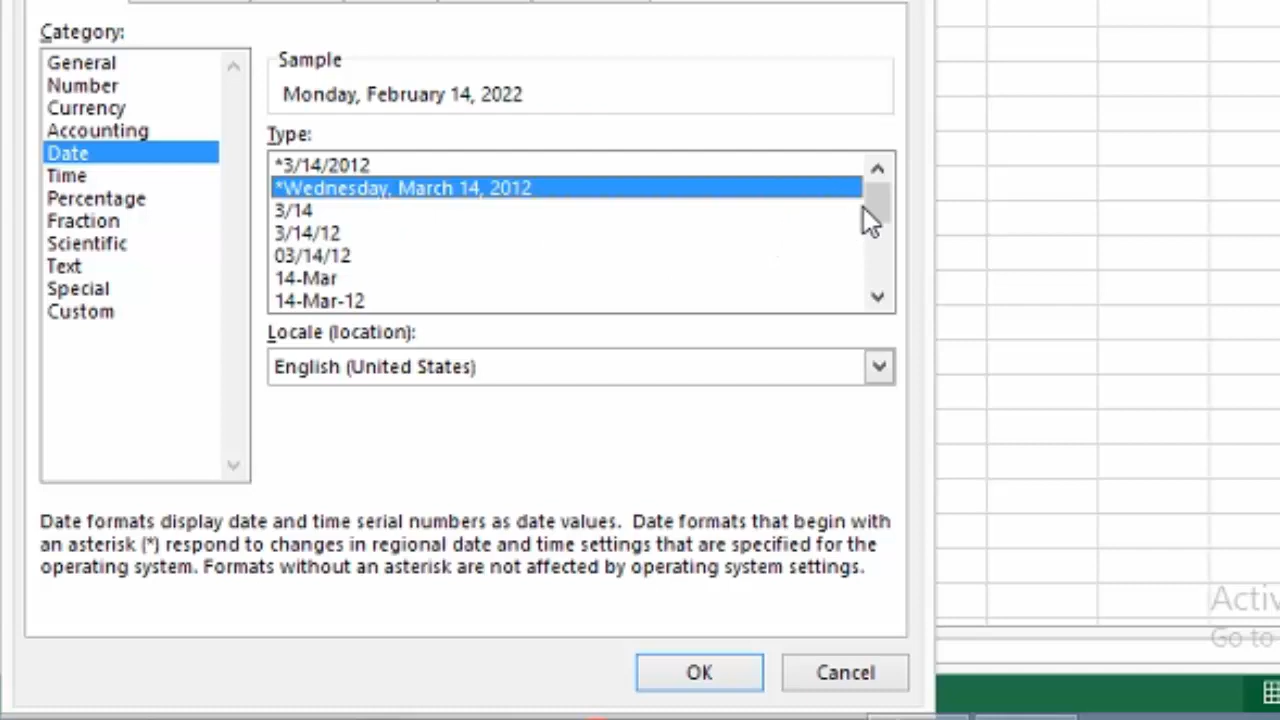 Category:
General
Number
Currency
Accounting
Date
Time
Percentage
Fraction
Scientific
Text
Special
Custom
Sample
Monday, February 14, 2022
Type:
*3/14/2012
*Wednesday, March 14, 2012
3/14
3/14/12
03/14/12
14-Mar
14-Mar-12
Locale (location):
English (United States)
Date formats display date and time serial numbers as date values.  Date formats that begin with
an asterisk (*) respond to changes in regional date and time settings that are specified for the
operating system. Formats without an asterisk are not affected by operating system settings.
OK
Cancel
Activ
Go to